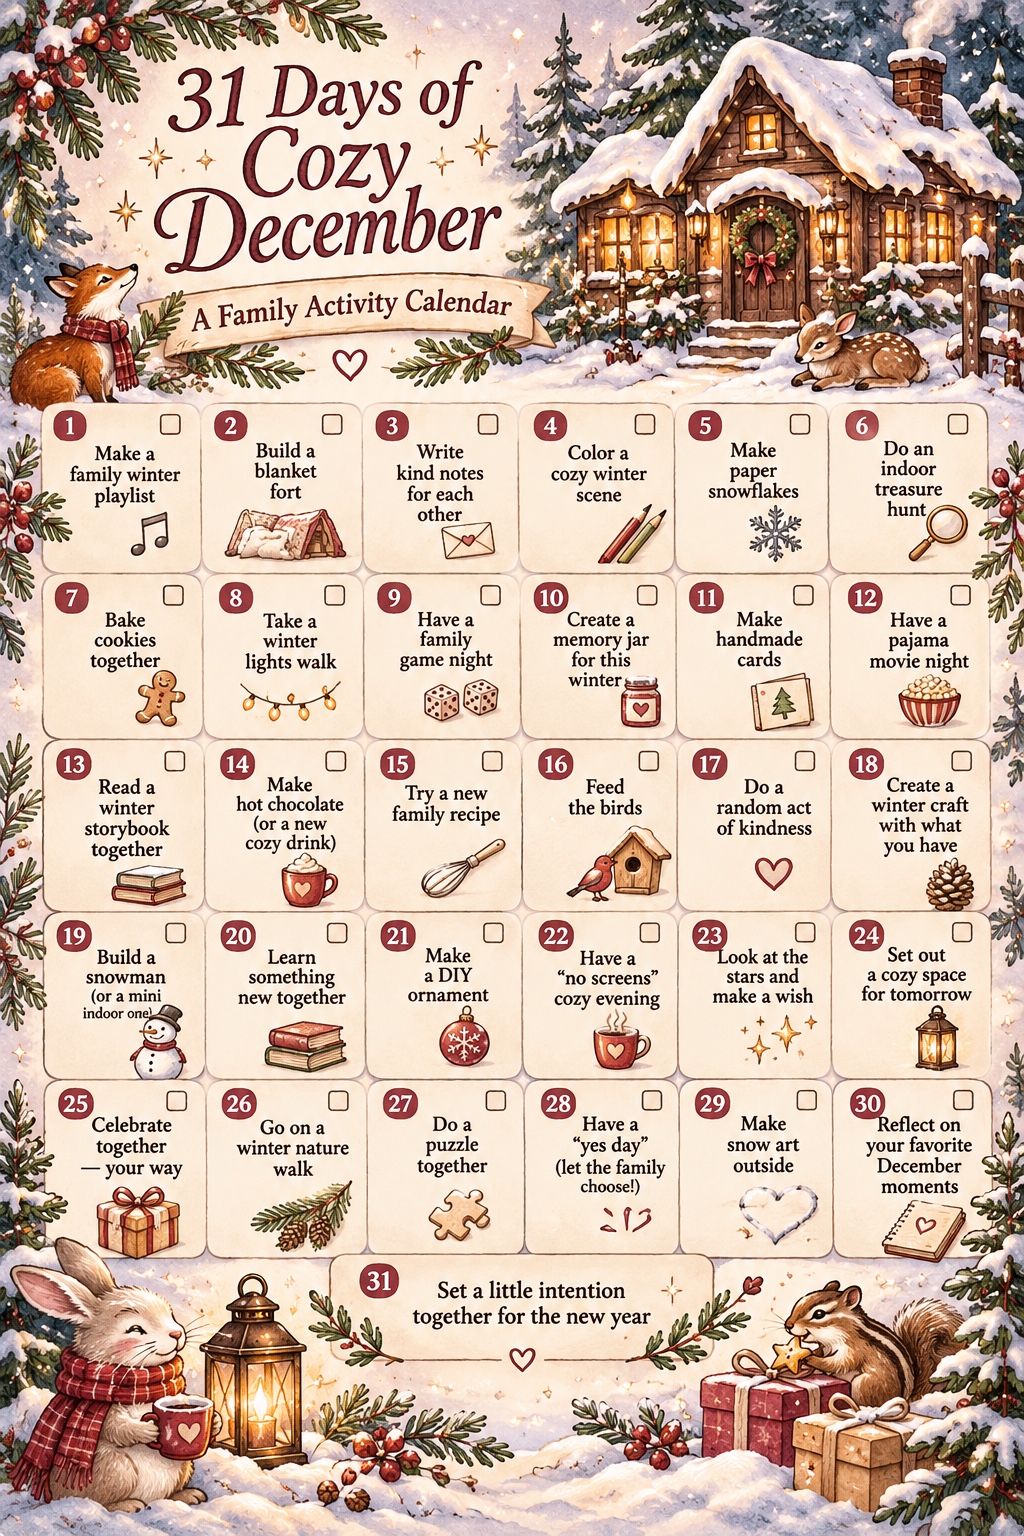 31 Days of
Cozy
December
A Family Activity Calendar
1
Make a
family winter
playlist
2
Build a
blanket
fort
3
Write
kind notes
for each
other
4
Color a
cozy winter
scene
5
Make
paper
snowflakes
6
Do an
indoor
treasure
hunt
7
Bake
cookies
together
8
Take a
winter
lights walk
9
Have a
family
game night
10
Create a
memory jar
for this
winter
11
Make
handmade
cards
12
Have a
pajama
movie night
13
Read a
winter
storybook
together
14
Make
hot chocolate
(or a new
cozy drink)
15
Try a new
family recipe
16
Feed
the birds
17
Do a
random act
of kindness
18
Create a
winter craft
with what
you have
19
Build a
snowman
(or a mini
indoor one)
20
Learn
something
new together
21
Make
a DIY
ornament
22
Have a
“no screens”
cozy evening
23
Look at the
stars and
make a wish
24
Set out
a cozy space
for tomorrow
25
Celebrate
together
— your way
26
Go on a
winter nature
walk
27
Do a
puzzle
together
28
Have a
“yes day”
(let the family
choose!)
29
Make
snow art
outside
30
Reflect on
your favorite
December
moments
31
Set a little intention
together for the new year